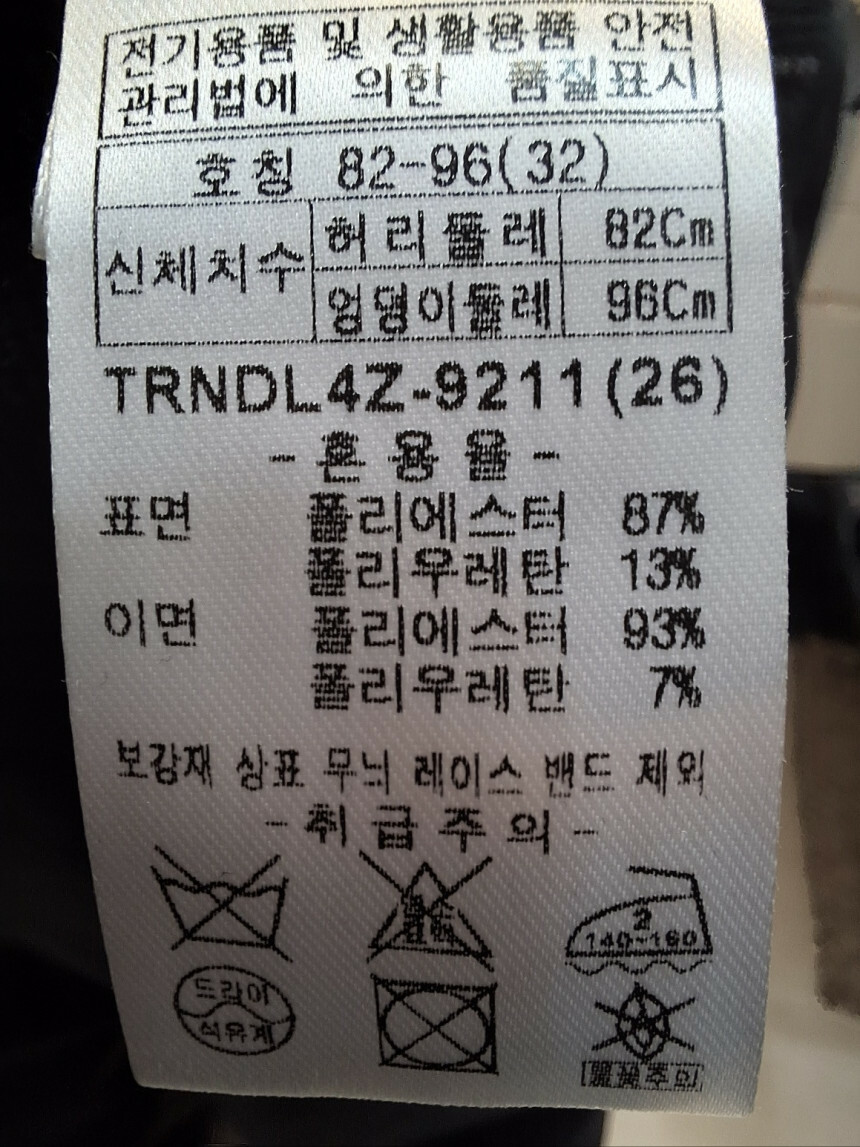 전기용품 및 생활용품 안전
관리법에 의한 품질표시
호칭 82-96(32)
신체치수 허리둘레 82Cm
엉덩이둘레 96Cm
TRNDL4Z-9211(26)
-혼용율-
표면 폴리에스터 87%
폴리우레탄 13%
이면 폴리에스터 93%
폴리우레탄 7%
보강재 상표 무늬 레이스 밴드 제외
-취급주의-
2
140~160
드라이
석유계